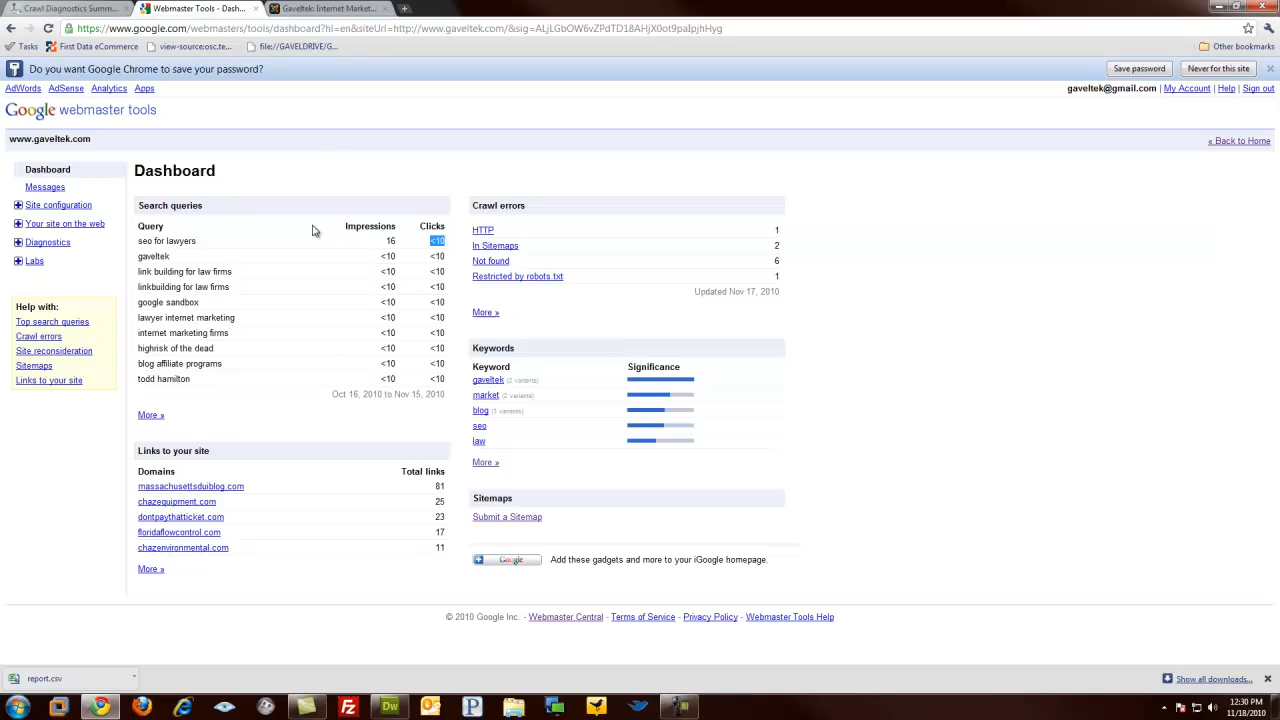 Crawl Diagnostics Summ...
Webmaster Tools - Dash...
Gaveltek: Internet Market...
https://www.google.com/webmasters/tools/dashboard?hl=en&siteUrl=http://www.gaveltek.com/&sig=ALjLGbOW6vZPtTD18AHjX0ot9paIpjhHyg
Tasks
First Data eCommerce
view-source:osc.te...
file://GAVELDRIVE/G...
Other bookmarks
Do you want Google Chrome to save your password?
Save password
Never for this site
AdWords AdSense Analytics Apps
gaveltek@gmail.com | My Account | Help | Sign out
Google webmaster tools
www.gaveltek.com
« Back to Home
Dashboard
Messages
Site configuration
Your site on the web
Diagnostics
Labs
Help with:
Top search queries
Crawl errors
Site reconsideration
Sitemaps
Links to your site
Dashboard
Search queries
Query Impressions Clicks
seo for lawyers 16 <10
gaveltek <10 <10
link building for law firms <10 <10
linkbuilding for law firms <10 <10
google sandbox <10 <10
lawyer internet marketing <10 <10
internet marketing firms <10 <10
highrisk of the dead <10 <10
blog affiliate programs <10 <10
todd hamilton <10 <10
Oct 16, 2010 to Nov 15, 2010
More »
Links to your site
Domains Total links
massachusettsduiblog.com 81
chazequipment.com 25
dontpaythatticket.com 23
floridaflowcontrol.com 17
chazenvironmental.com 11
More »
Crawl errors
HTTP 1
In Sitemaps 2
Not found 6
Restricted by robots.txt 1
Updated Nov 17, 2010
More »
Keywords
Keyword Significance
gaveltek (2 variants)
market (2 variants)
blog (3 variants)
seo
law
More »
Sitemaps
Submit a Sitemap
Google
Add these gadgets and more to your iGoogle homepage.
© 2010 Google Inc. - Webmaster Central - Terms of Service - Privacy Policy - Webmaster Tools Help
report.csv
Show all downloads...
Fz
Dw
12:30 PM
11/18/2010